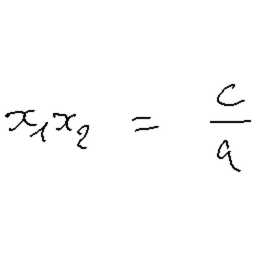 x₁x₂ = c/a